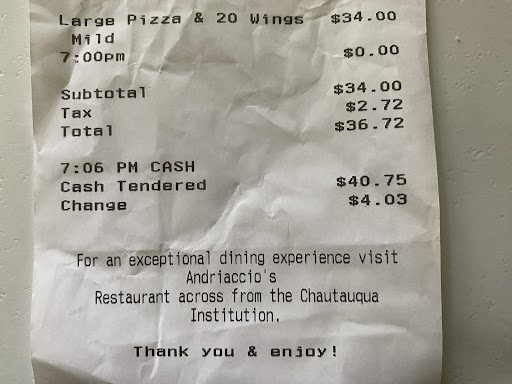 Large Pizza & 20 Wings $34.00
Mild
7:00pm $0.00
Subtotal $34.00
Tax $2.72
Total $36.72
7:06 PM CASH
Cash Tendered $40.75
Change $4.03
For an exceptional dining experience visit
Andriaccio's
Restaurant across from the Chautauqua
Institution.
Thank you & enjoy!